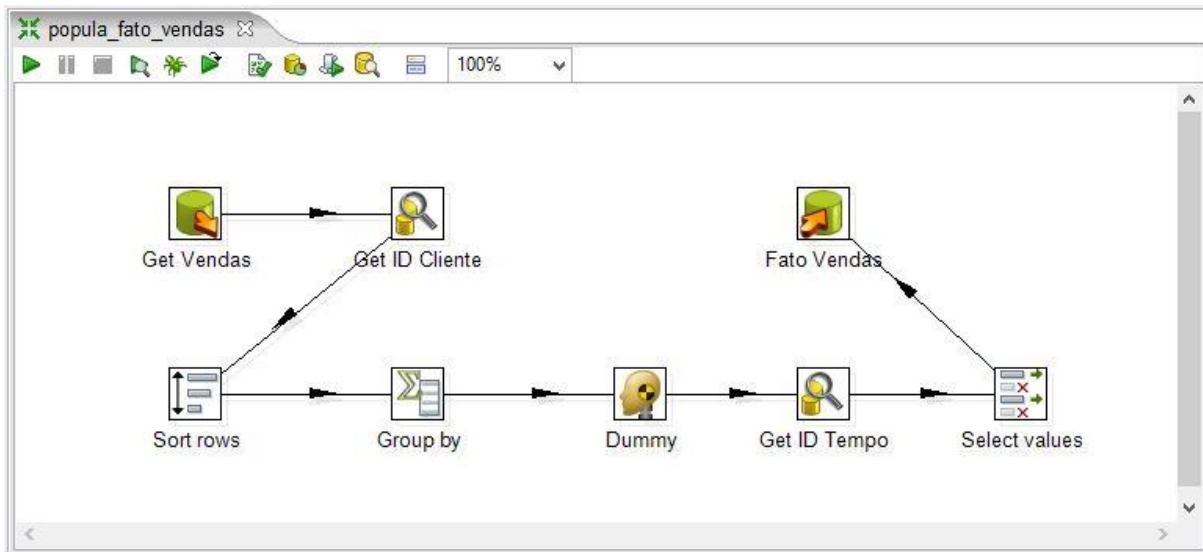 popula_fato_vendas
100%
Get Vendas
Get ID Cliente
Fato Vendas
Sort rows
Group by
Dummy
Get ID Tempo
Select values